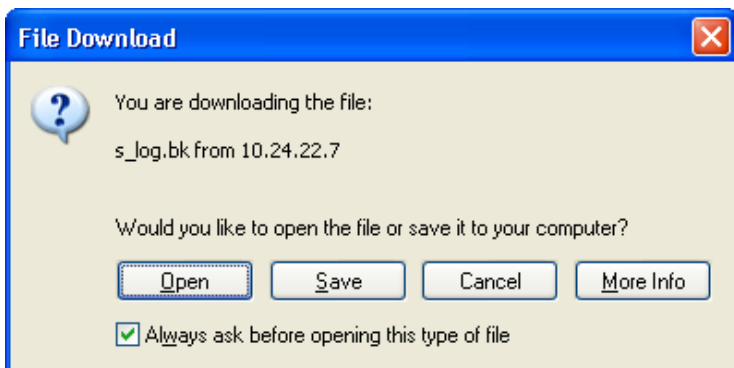 File Download
You are downloading the file:
s_log.bk from 10.24.22.7
Would you like to open the file or save it to your computer?
Open Save Cancel More Info
Always ask before opening this type of file